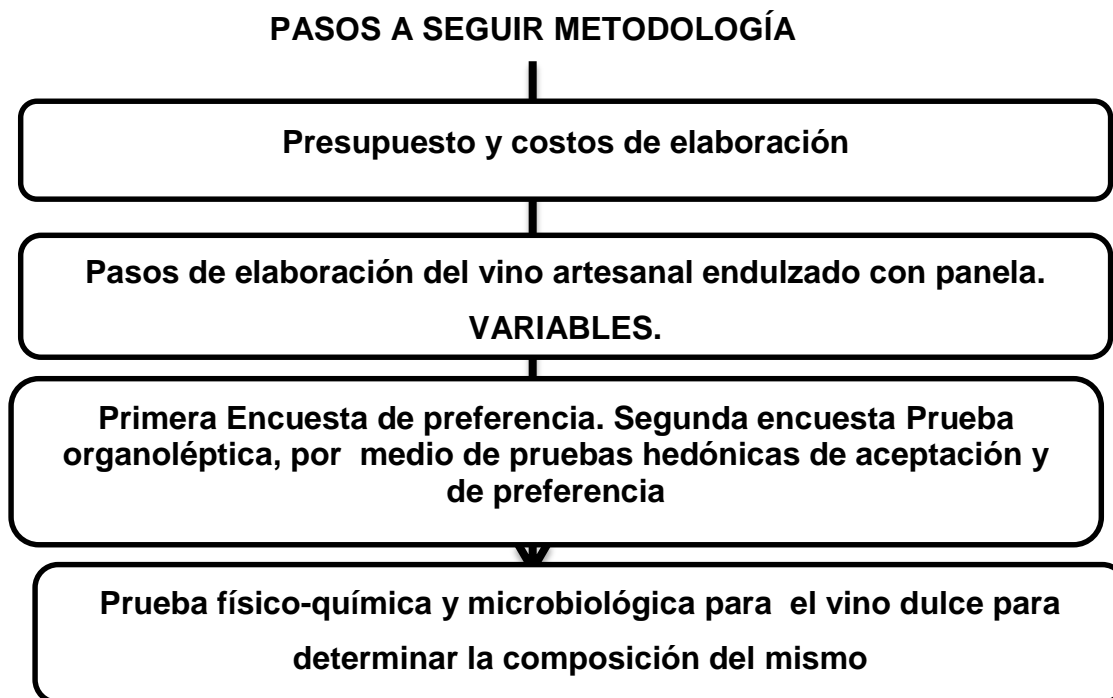 PASOS A SEGUIR METODOLOGÍA
Presupuesto y costos de elaboración
Pasos de elaboración del vino artesanal endulzado con panela.
VARIABLES.
Primera Encuesta de preferencia. Segunda encuesta Prueba
organoléptica, por medio de pruebas hedónicas de aceptación y
de preferencia
Prueba físico-química y microbiológica para el vino dulce para
determinar la composición del mismo